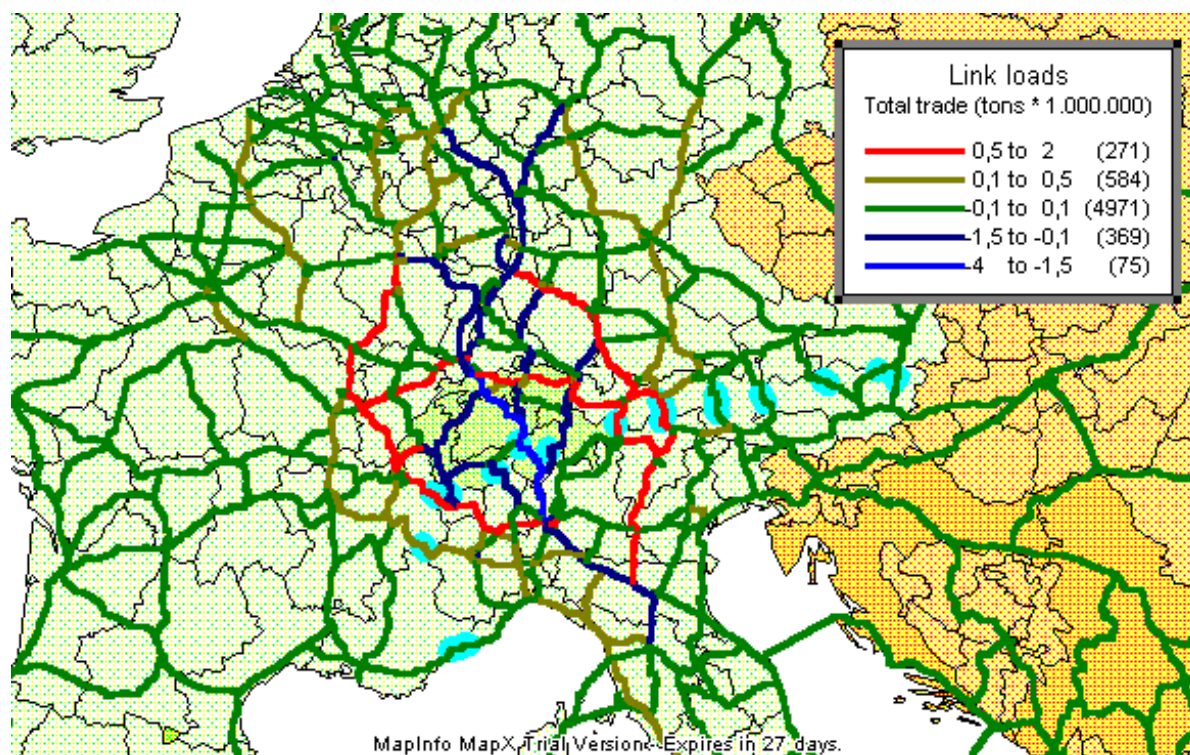 Link loads
Total trade (tons * 1.000.000)
0,5 to 2 (271)
0,1 to 0,5 (584)
-0,1 to 0,1 (4971)
-1,5 to -0,1 (369)
-4 to -1,5 (75)
MapInfo MapX Trial Version--Expires in 27 days.